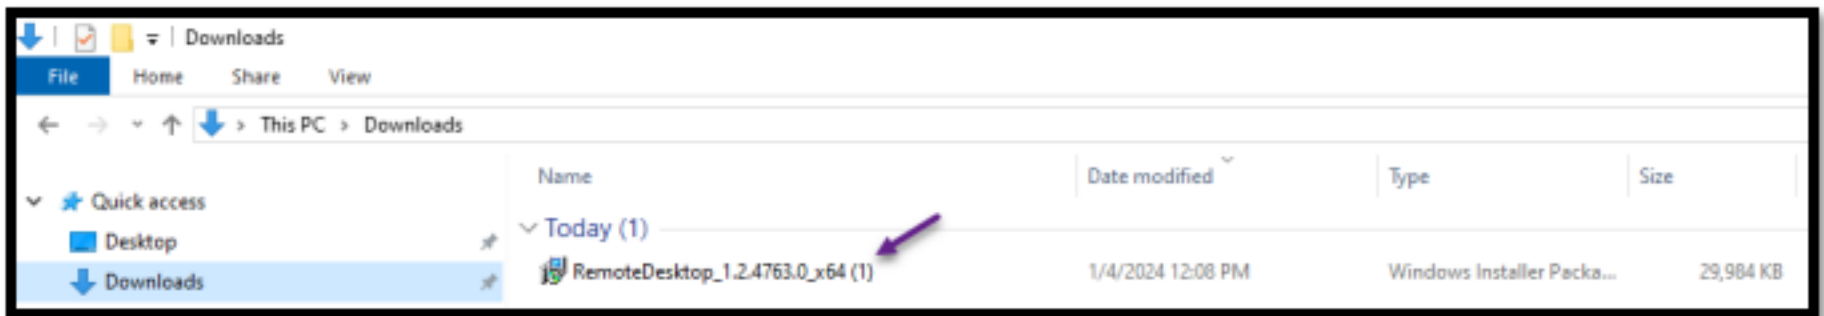 Downloads
File Home Share View
This PC > Downloads
Name Date modified Type Size
Quick access
Today (1)
Desktop
RemoteDesktop_1.2.4763.0_x64 (1) 1/4/2024 12:08 PM Windows Installer Packa... 29,984 KB
Downloads